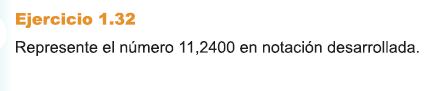 Ejercicio 1.32
Represente el número 11,2400 en notación desarrollada.